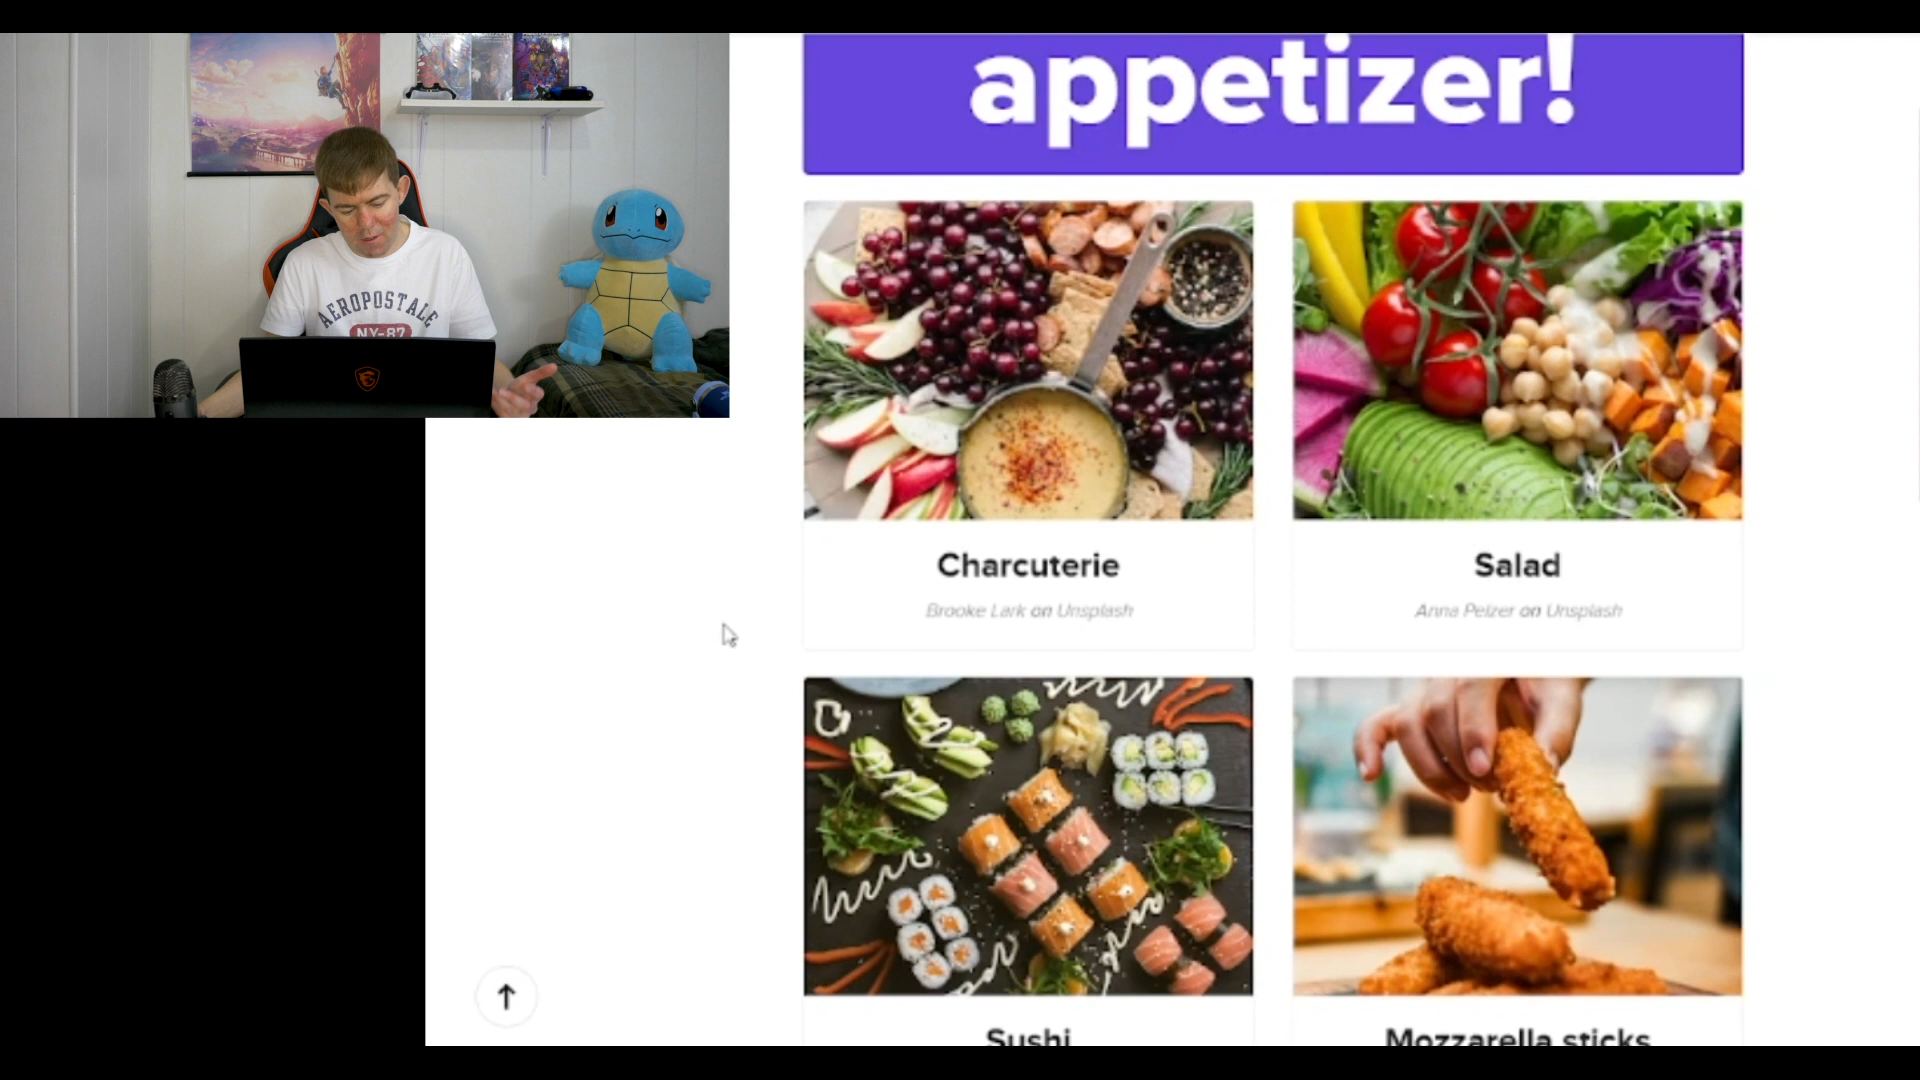 AEROPOSTALE
NY-87
appetizer!
Charcuterie
Brooke Lark on Unsplash
Salad
Anna Pelzer on Unsplash
Sushi
Mozzarella sticks